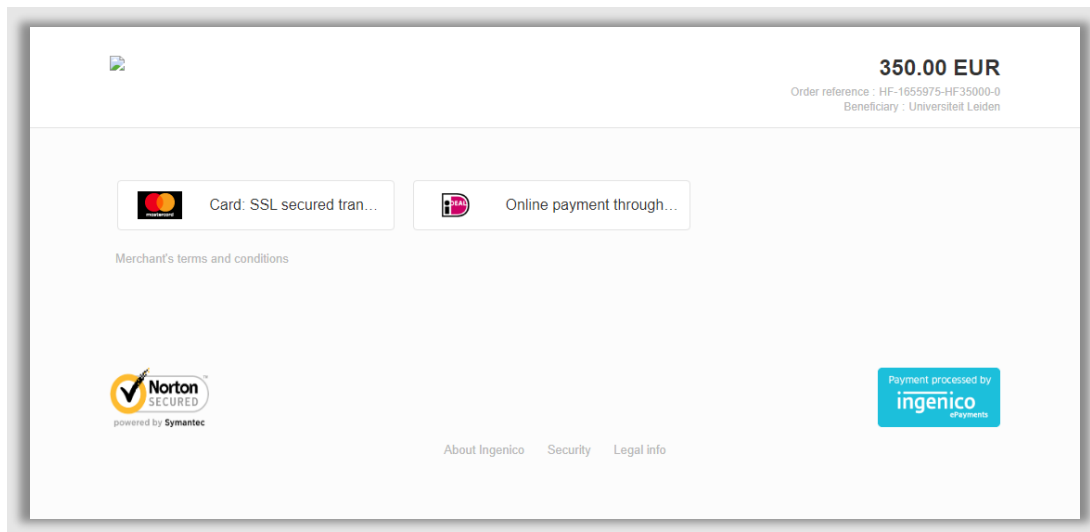 350.00 EUR
Order reference : HF-1655975-HF35000-0
Beneficiary : Universiteit Leiden
mastercard
Card: SSL secured tran...
iDEAL
Online payment through...
Merchant's terms and conditions
Norton
SECURED
powered by Symantec
Payment processed by
ingenico
ePayments
About Ingenico Security Legal info